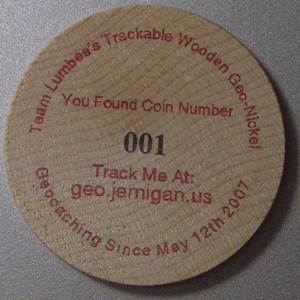 Team Lumbee's Trackable Wooden Geo-Nickel
You Found Coin Number
001
Track Me At:
geo.jernigan.us
Geocaching Since May 12th 2007